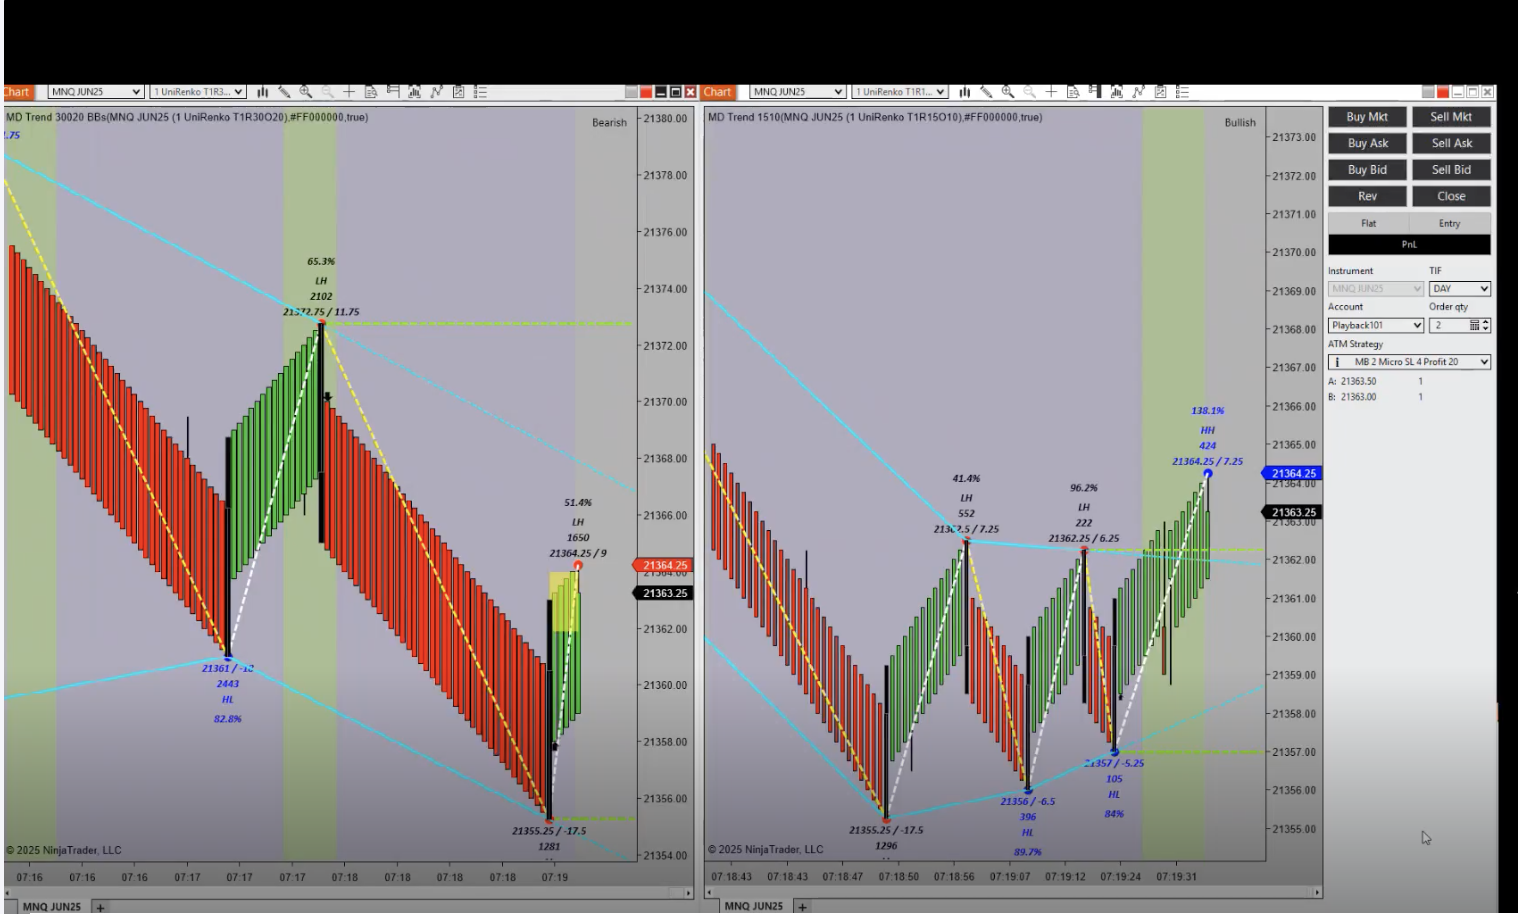 Chart MNQ JUN25 1 UniRenko T1R3...
MD Trend 30020 BBs(MNQ JUN25 (1 UniRenko T1R30O20),#FF000000,true)
Bearish
.75
65.3%
LH
2102
21372.75 / 11.75
51.4%
LH
1650
21364.25 / 9
21361 / -12
2443
HL
82.8%
21355.25 / -17.5
1281
21380.00
21378.00
21376.00
21374.00
21372.00
21370.00
21368.00
21366.00
21364.25
21364.00
21363.25
21362.00
21360.00
21358.00
21356.00
21354.00
© 2025 NinjaTrader, LLC
07:16 07:16 07:16 07:17 07:17 07:17 07:18 07:18 07:18 07:18 07:19
MNQ JUN25 +
Chart MNQ JUN25 1 UniRenko T1R1...
MD Trend 1510(MNQ JUN25 (1 UniRenko T1R15O10),#FF000000,true)
Bullish
138.1%
HH
424
21364.25 / 7.25
41.4%
LH
552
21362.5 / 7.25
96.2%
LH
222
21362.25 / 6.25
21357 / -5.25
105
HL
84%
21356 / -6.5
396
HL
89.7%
21355.25 / -17.5
1296
21373.00
21372.00
21371.00
21370.00
21369.00
21368.00
21367.00
21366.00
21365.00
21364.25
21364.00
21363.25
21363.00
21362.00
21361.00
21360.00
21359.00
21358.00
21357.00
21356.00
21355.00
© 2025 NinjaTrader, LLC
07:18:43 07:18:43 07:18:47 07:18:50 07:18:56 07:19:07 07:19:12 07:19:24 07:19:31
MNQ JUN25 +
Buy Mkt Sell Mkt
Buy Ask Sell Ask
Buy Bid Sell Bid
Rev Close
Flat Entry
PnL
Instrument TIF
MNQ JUN25 DAY
Account Order qty
Playback101 2
ATM Strategy
MB 2 Micro SL 4 Profit 20
A: 21363.50 1
B: 21363.00 1